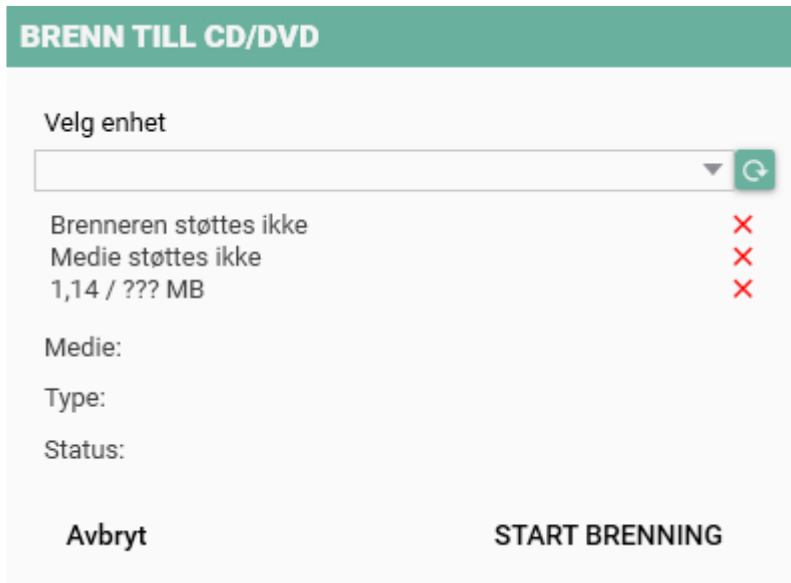 BRENN TILL CD/DVD
Velg enhet
Brenneren støttes ikke
Medie støttes ikke
1,14 / ??? MB
Medie:
Type:
Status:
Avbryt
START BRENNING